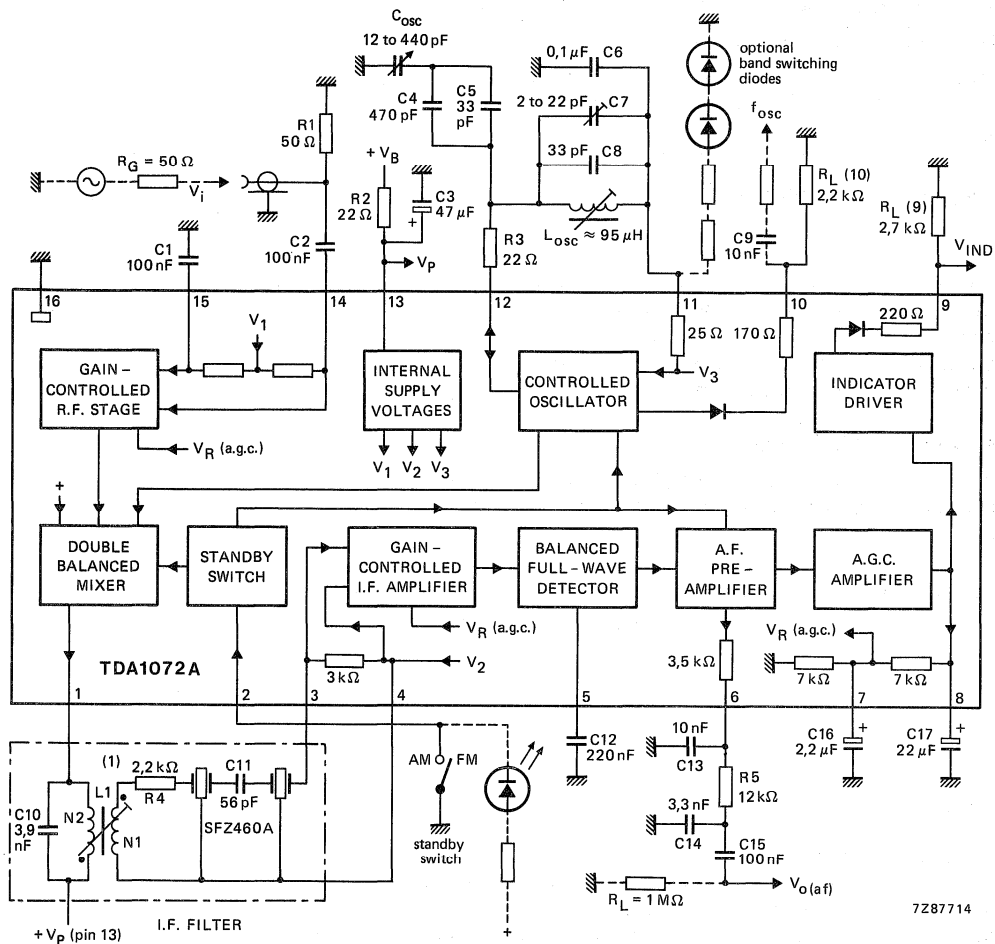 Cosc
12 to 440 pF
C4
470 pF
C5
33
pF
0,1 μF
C6
2 to 22 pF
C7
33 pF
C8
Losc ≈ 95 μH
optional
band switching
diodes
fosc
RL (10)
2,2 kΩ
C9
10 nF
RL (9)
2,7 kΩ
VIND
R1
50 Ω
RG = 50 Ω
Vi
+ VB
R2
22 Ω
C3
47 μF
+
VP
R3
22 Ω
C1
100 nF
C2
100 nF
16
15
14
13
12
11
10
9
V1
25 Ω
170 Ω
220 Ω
V3
GAIN –
CONTROLLED
R.F. STAGE
INTERNAL
SUPPLY
VOLTAGES
CONTROLLED
OSCILLATOR
INDICATOR
DRIVER
VR (a.g.c.)
V1
V2
V3
+
DOUBLE
BALANCED
MIXER
STANDBY
SWITCH
GAIN –
CONTROLLED
I.F. AMPLIFIER
BALANCED
FULL – WAVE
DETECTOR
A.F.
PRE –
AMPLIFIER
A.G.C.
AMPLIFIER
VR (a.g.c.)
V2
3 kΩ
3,5 kΩ
VR (a.g.c.)
7 kΩ
7 kΩ
TDA1072A
1
2
3
4
5
6
7
8
(1)
2,2 kΩ
R4
C11
56 pF
SFZ460A
L1
C10
3,9
nF
N2
N1
I.F. FILTER
+ VP (pin 13)
AM
FM
standby
switch
+
C12
220 nF
10 nF
C13
R5
12 kΩ
3,3 nF
C14
C15
100 nF
RL = 1 MΩ
Vo(af)
C16
2,2 μF
+
C17
22 μF
+
7Z87714